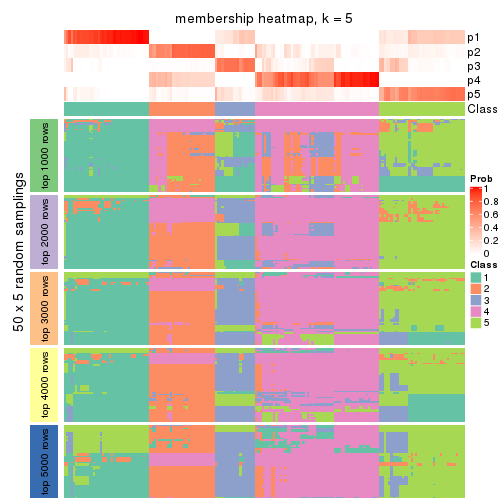 membership heatmap, k = 5
p1
p2
p3
p4
p5
Class
50 x 5 random samplings
top 1000 rows
top 2000 rows
top 3000 rows
top 4000 rows
top 5000 rows
Prob
1
0.8
0.6
0.4
0.2
0
Class
1
2
3
4
5